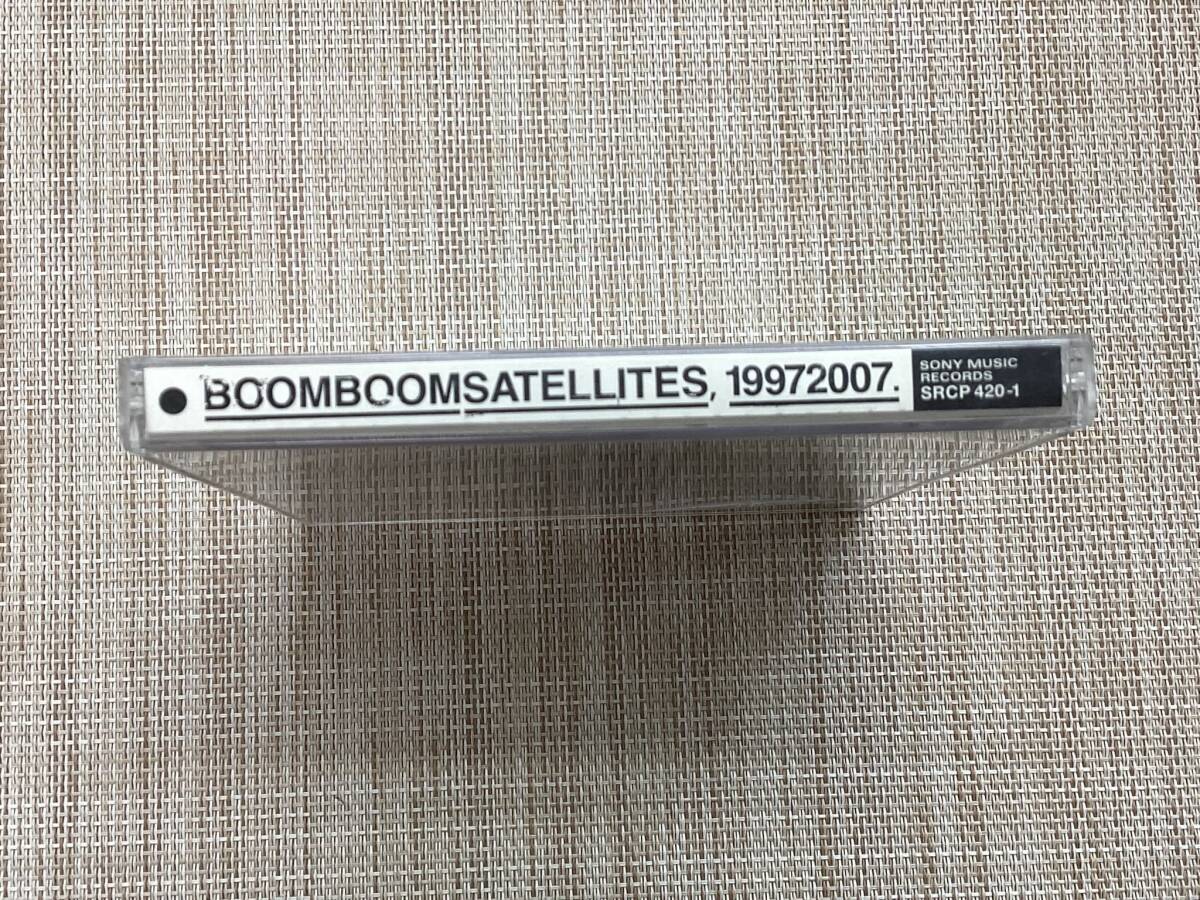 BOOMBOOMSATELLITES, 19972007.
SONY MUSIC
RECORDS
SRCP 420-1